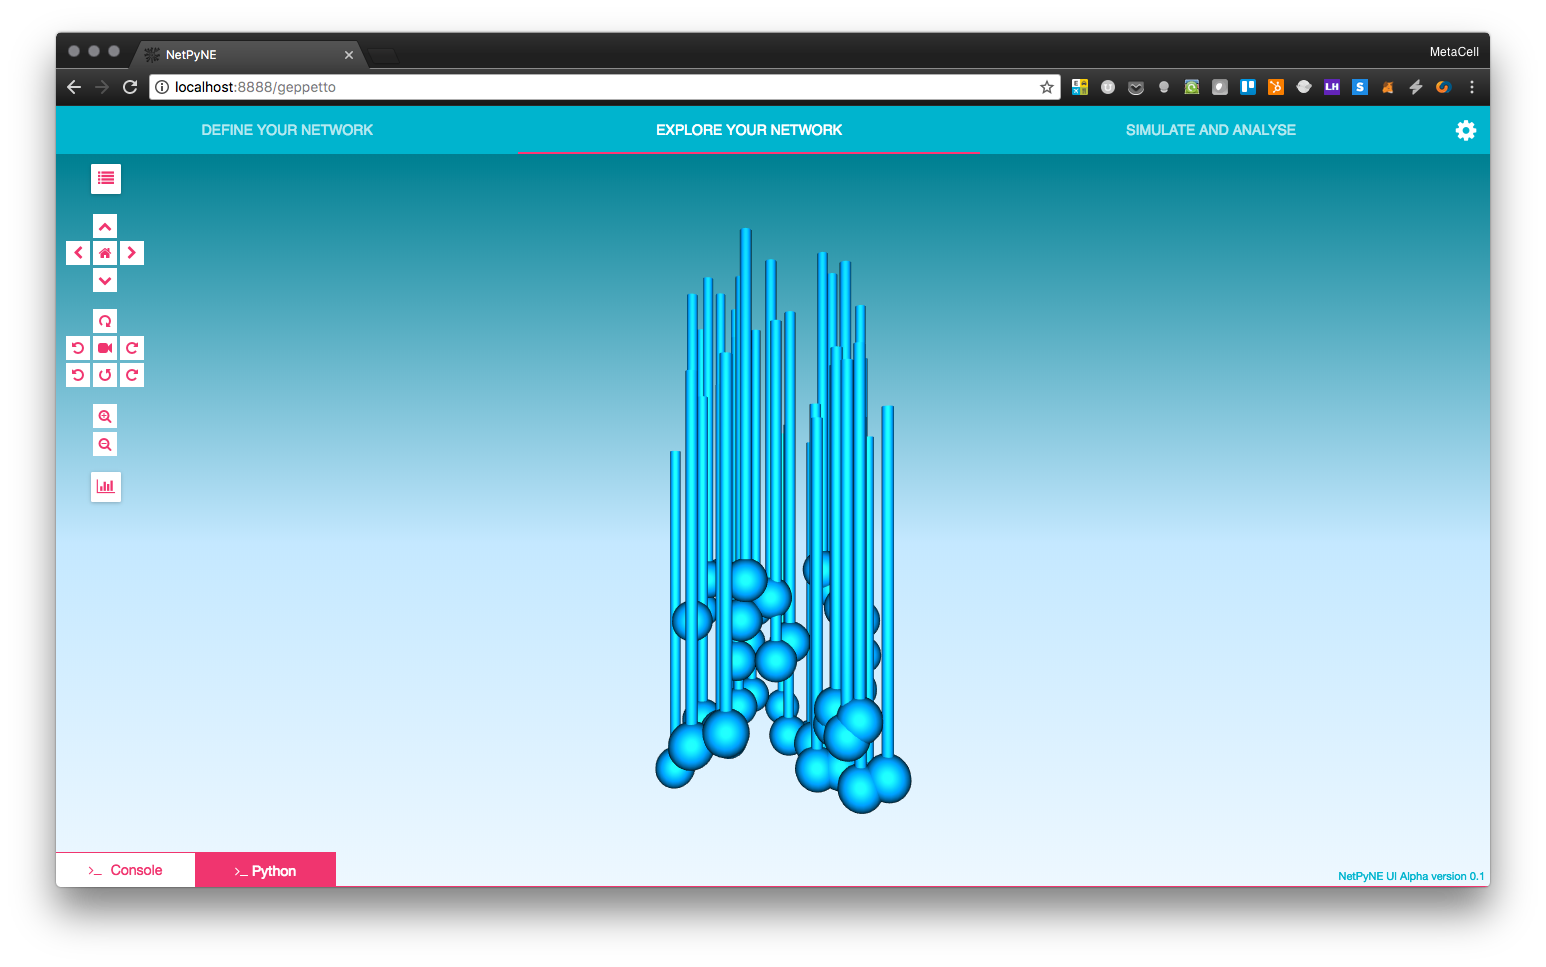 NetPyNE
MetaCell
localhost:8888/geppetto
LH
S
DEFINE YOUR NETWORK
EXPLORE YOUR NETWORK
SIMULATE AND ANALYSE
>_ Console
>_ Python
NetPyNE UI Alpha version 0.1